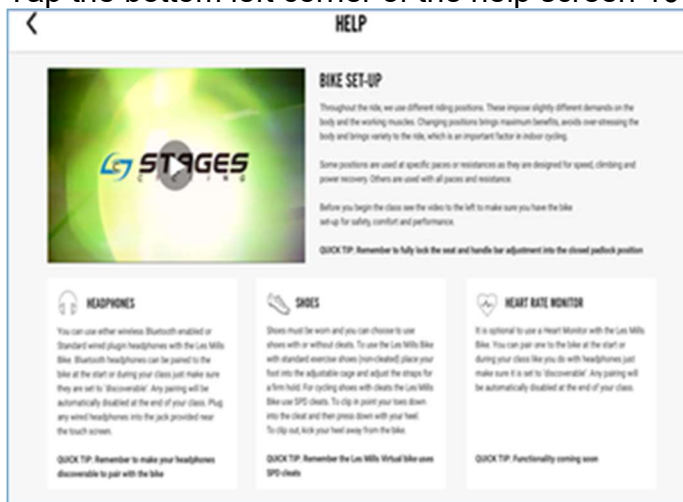 Tap the bottom left corner of the help screen 10
HELP
STAGES
CYCLING
BIKE SET-UP
Throughout the ride, we use different riding positions. These impose slightly different demands on the
body and the working muscles. Changing positions brings maximum benefits, avoids over-stressing the
body and brings variety to the ride, which is an important factor in indoor cycling.
Some positions are used at specific paces or resistances as they are designed for speed, climbing and
power recovery. Others are used with all paces and resistance.
Before you begin the class see the video to the left to make sure you have the bike
set-up for safety, comfort and performance.
QUICK TIP: Remember to fully lock the seat and handle bar adjustment into the closed padlock position
HEADPHONES
You can use either wireless Bluetooth enabled or
Standard wired plugin headphones with the Les Mills
Bike. Bluetooth headphones can be paired to the
bike at the start or during your class just make sure
they are set to 'discoverable'. Any pairing will be
automatically disabled at the end of your class. Plug
any wired headphones into the jack provided near
the touch screen.
QUICK TIP: Remember to make your headphones
discoverable to pair with the bike
SHOES
Shoes must be worn and you can choose to use
shoes with or without cleats. To use the Les Mills Bike
with standard exercise shoes (non-cleated) place your
foot into the adjustable cage and adjust the straps for
a firm hold. For cycling shoes with cleats the Les Mills
Bike use SPD cleats. To clip in point your toes down
into the cleat and then press down with your heel.
To clip out, kick your heel away from the bike.
QUICK TIP: Remember the Les Mills Virtual bike uses
SPD cleats
HEART RATE MONITOR
It is optional to use a Heart Monitor with the Les Mills
Bike. You can pair one to the bike at the start or
during your class like you do with headphones just
make sure it is set to 'discoverable'. Any pairing will
be automatically disabled at the end of your class.
QUICK TIP: Functionality coming soon